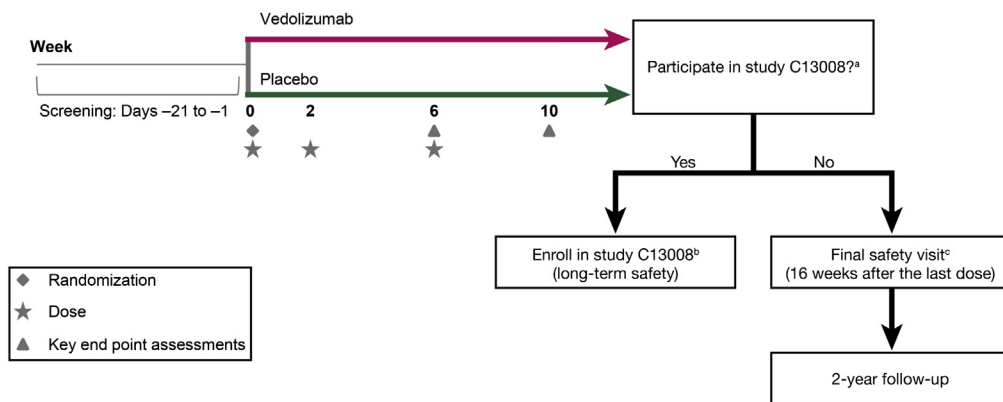 Vedolizumab
Week
Participate in study C13008?ᵃ
Placebo
Screening: Days –21 to –1
0 2 6 10
Yes No
Enroll in study C13008ᵇ
(long-term safety)
Final safety visitᶜ
(16 weeks after the last dose)
Randomization
Dose
Key end point assessments
2-year follow-up